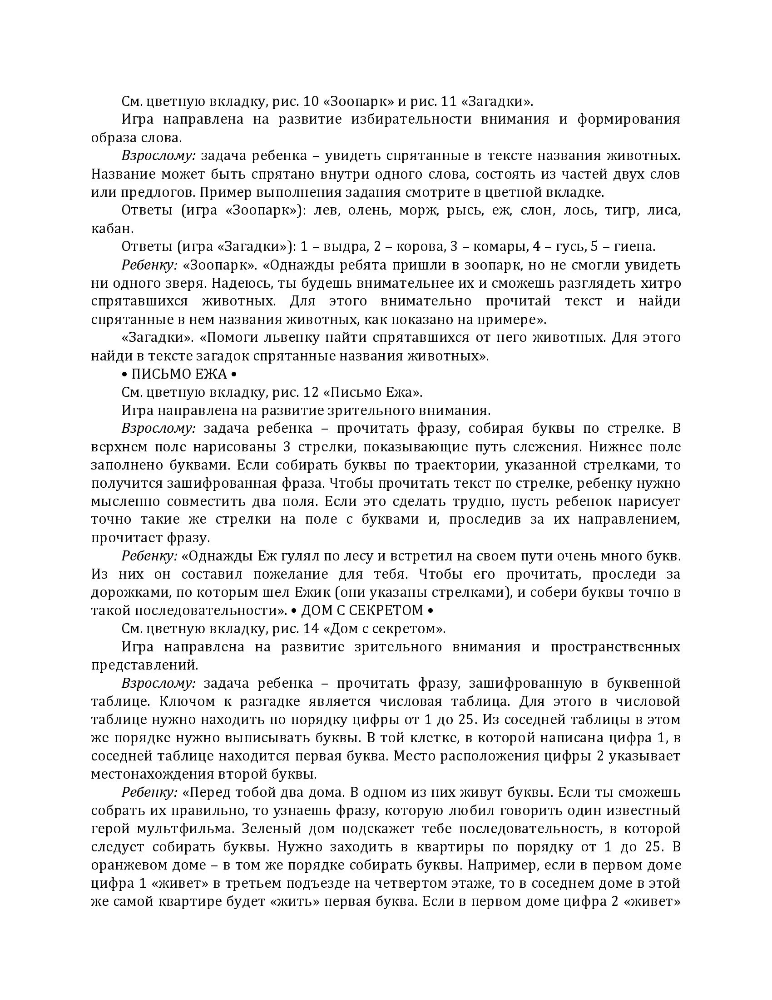 См. цветную вкладку, рис. 10 «Зоопарк» и рис. 11 «Загадки».
Игра направлена на развитие избирательности внимания и формирования
образа слова.
Взрослому: задача ребенка – увидеть спрятанные в тексте названия животных.
Название может быть спрятано внутри одного слова, состоять из частей двух слов
или предлогов. Пример выполнения задания смотрите в цветной вкладке.
Ответы (игра «Зоопарк»): лев, олень, морж, рысь, еж, слон, лось, тигр, лиса,
кабан.
Ответы (игра «Загадки»): 1 – выдра, 2 – корова, 3 – комары, 4 – гусь, 5 – гиена.
Ребенку: «Зоопарк». «Однажды ребята пришли в зоопарк, но не смогли увидеть
ни одного зверя. Надеюсь, ты будешь внимательнее их и сможешь разглядеть хитро
спрятавшихся животных. Для этого внимательно прочитай текст и найди
спрятанные в нем названия животных, как показано на примере».
«Загадки». «Помоги львенку найти спрятавшихся от него животных. Для этого
найди в тексте загадок спрятанные названия животных».
• ПИСЬМО ЕЖА •
См. цветную вкладку, рис. 12 «Письмо Ежа».
Игра направлена на развитие зрительного внимания.
Взрослому: задача ребенка – прочитать фразу, собирая буквы по стрелке. В
верхнем поле нарисованы 3 стрелки, показывающие путь слежения. Нижнее поле
заполнено буквами. Если собирать буквы по траектории, указанной стрелками, то
получится зашифрованная фраза. Чтобы прочитать текст по стрелке, ребенку нужно
мысленно совместить два поля. Если это сделать трудно, пусть ребенок нарисует
точно такие же стрелки на поле с буквами и, проследив за их направлением,
прочитает фразу.
Ребенку: «Однажды Еж гулял по лесу и встретил на своем пути очень много букв.
Из них он составил пожелание для тебя. Чтобы его прочитать, проследи за
дорожками, по которым шел Ежик (они указаны стрелками), и собери буквы точно в
такой последовательности». • ДОМ С СЕКРЕТОМ •
См. цветную вкладку, рис. 14 «Дом с секретом».
Игра направлена на развитие зрительного внимания и пространственных
представлений.
Взрослому: задача ребенка – прочитать фразу, зашифрованную в буквенной
таблице. Ключом к разгадке является числовая таблица. Для этого в числовой
таблице нужно находить по порядку цифры от 1 до 25. Из соседней таблицы в этом
же порядке нужно выписывать буквы. В той клетке, в которой написана цифра 1, в
соседней таблице находится первая буква. Место расположения цифры 2 указывает
местонахождения второй буквы.
Ребенку: «Перед тобой два дома. В одном из них живут буквы. Если ты сможешь
собрать их правильно, то узнаешь фразу, которую любил говорить один известный
герой мультфильма. Зеленый дом подскажет тебе последовательность, в которой
следует собирать буквы. Нужно заходить в квартиры по порядку от 1 до 25. В
оранжевом доме – в том же порядке собирать буквы. Например, если в первом доме
цифра 1 «живет» в третьем подъезде на четвертом этаже, то в соседнем доме в этой
же самой квартире будет «жить» первая буква. Если в первом доме цифра 2 «живет»